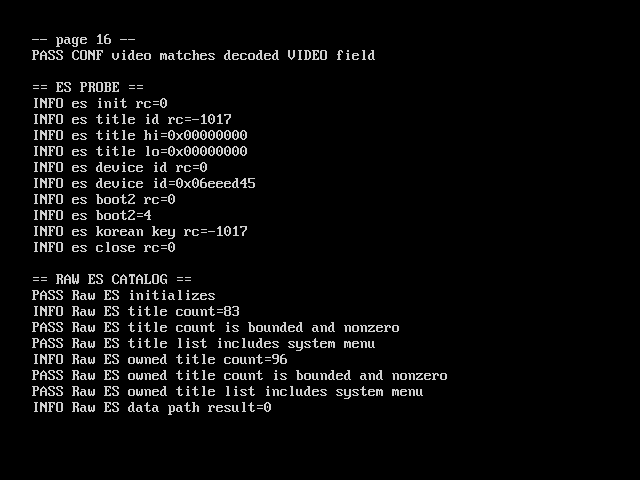 -- page 16 --
PASS CONF video matches decoded VIDEO field
== ES PROBE ==
INFO es init rc=0
INFO es title id rc=-1017
INFO es title hi=0x00000000
INFO es title lo=0x00000000
INFO es device id rc=0
INFO es device id=0x06eeed45
INFO es boot2 rc=0
INFO es boot2=4
INFO es korean key rc=-1017
INFO es close rc=0
== RAW ES CATALOG ==
PASS Raw ES initializes
INFO Raw ES title count=83
PASS Raw ES title count is bounded and nonzero
PASS Raw ES title list includes system menu
INFO Raw ES owned title count=96
PASS Raw ES owned title count is bounded and nonzero
PASS Raw ES owned title list includes system menu
INFO Raw ES data path result=0